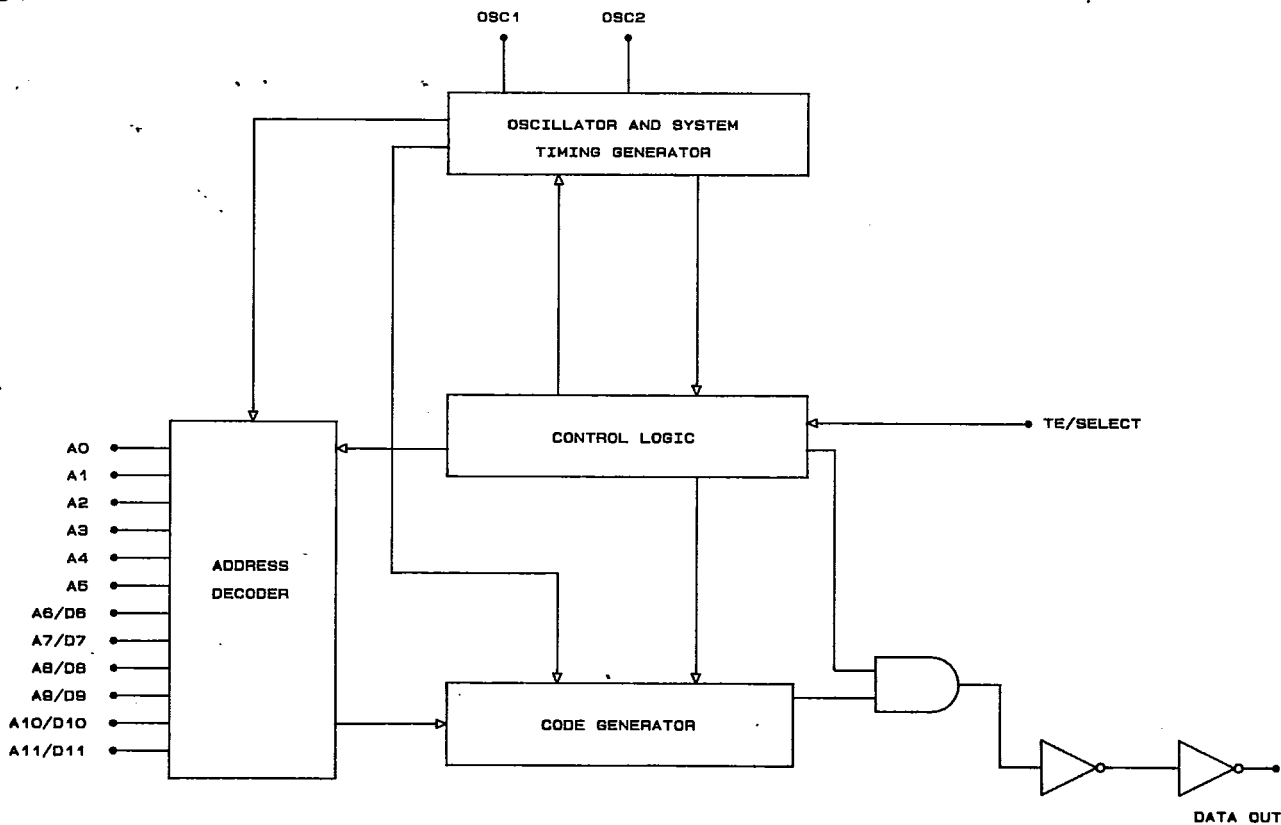 OSC1
OSC2
OSCILLATOR AND SYSTEM
TIMING GENERATOR
CONTROL LOGIC
TE/SELECT
A0
A1
A2
A3
A4
A5
A6/D6
A7/D7
A8/D8
A9/D9
A10/D10
A11/D11
ADDRESS
DECODER
CODE GENERATOR
DATA OUT